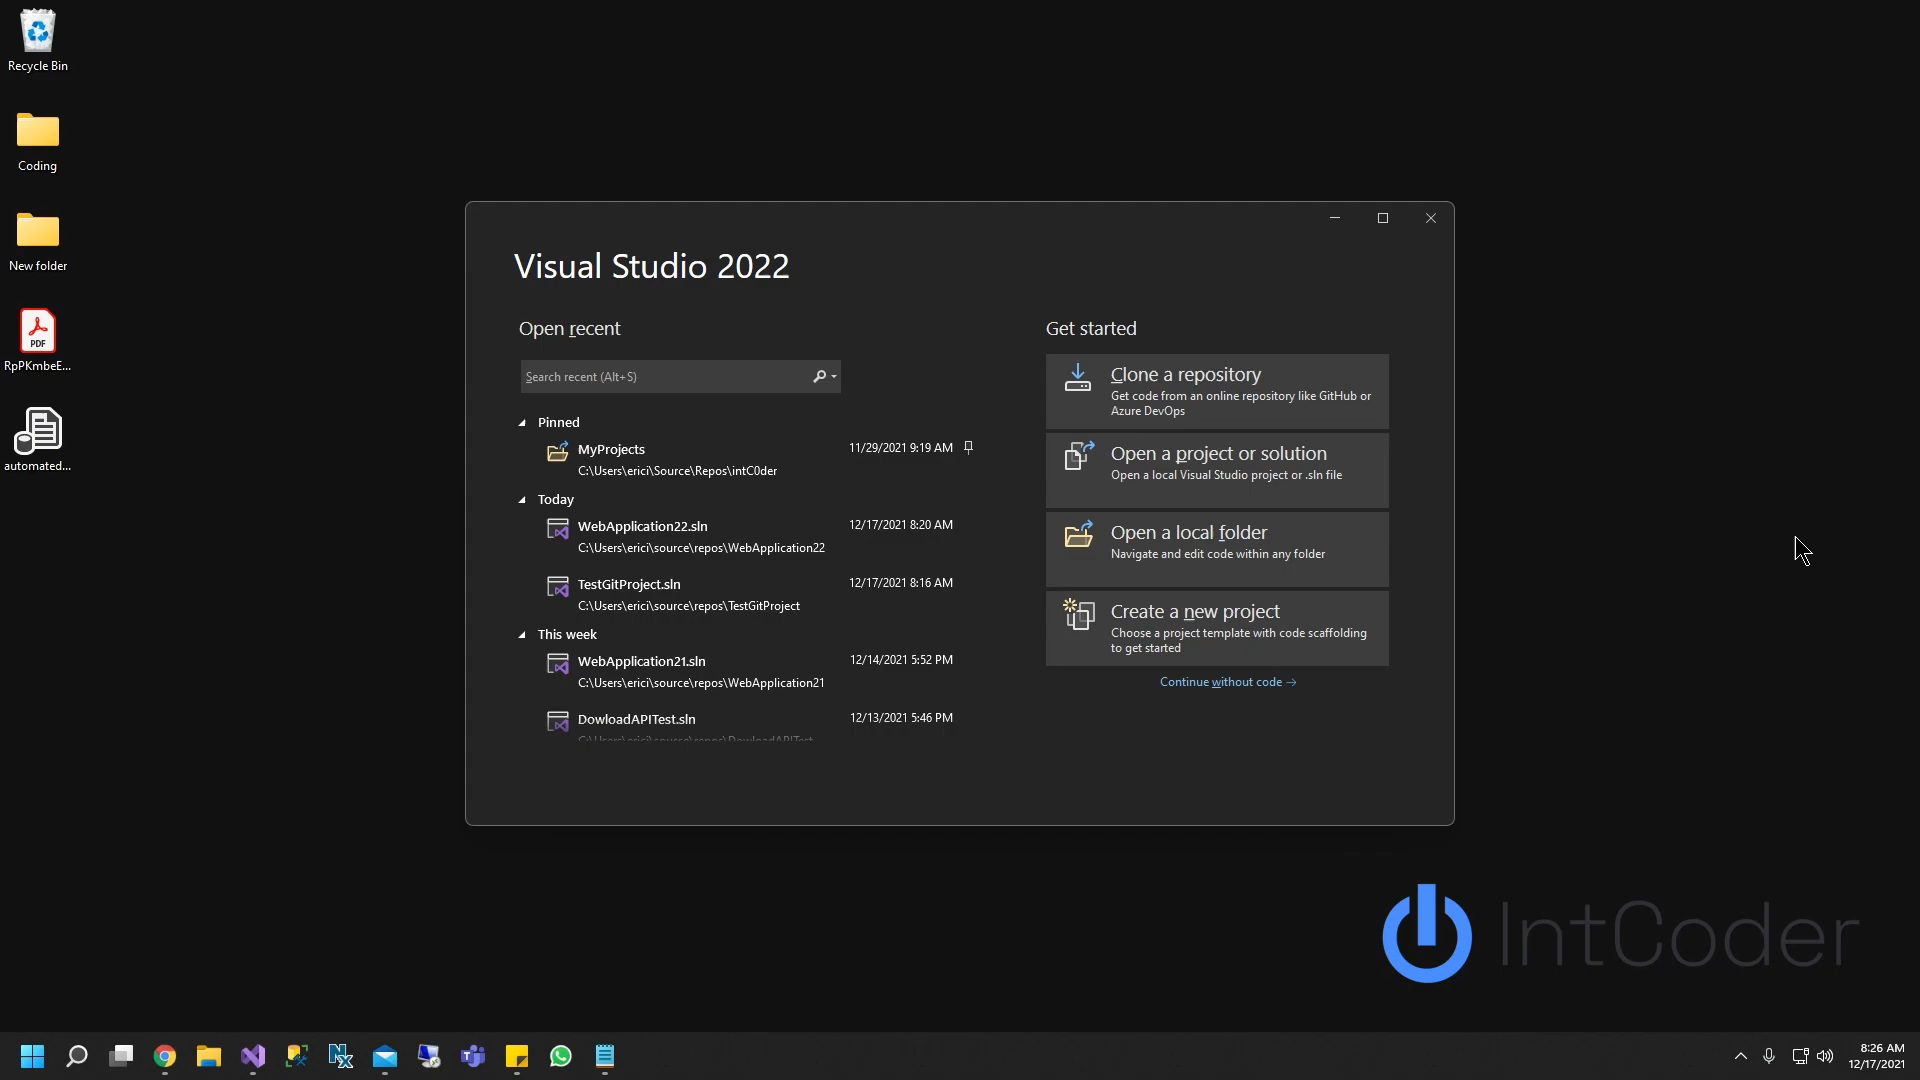 Recycle Bin
Coding
New folder
PDF
RpPKmbeE...
automated...
Visual Studio 2022
Open recent
Search recent (Alt+S)
Pinned
MyProjects
11/29/2021 9:19 AM
C:\Users\erici\Source\Repos\intC0der
Today
WebApplication22.sln
12/17/2021 8:20 AM
C:\Users\erici\source\repos\WebApplication22
TestGitProject.sln
12/17/2021 8:16 AM
C:\Users\erici\source\repos\TestGitProject
This week
WebApplication21.sln
12/14/2021 5:52 PM
C:\Users\erici\source\repos\WebApplication21
DowloadAPITest.sln
12/13/2021 5:46 PM
C:\Users\erici\source\repos\DowloadAPITest
Get started
Clone a repository
Get code from an online repository like GitHub or
Azure DevOps
Open a project or solution
Open a local Visual Studio project or .sln file
Open a local folder
Navigate and edit code within any folder
Create a new project
Choose a project template with code scaffolding
to get started
Continue without code →
IntCoder
8:26 AM
12/17/2021